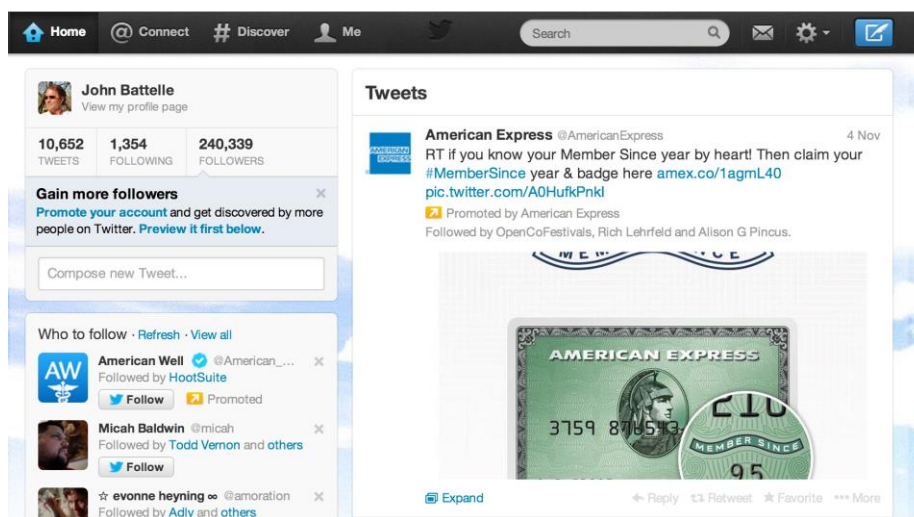 Home
Connect
Discover
Me
Search
John Battelle
View my profile page
10,652 1,354 240,339
TWEETS FOLLOWING FOLLOWERS
Gain more followers
Promote your account and get discovered by more
people on Twitter. Preview it first below.
Compose new Tweet...
Who to follow · Refresh · View all
AW
American Well @American_...
Followed by HootSuite
Follow Promoted
Micah Baldwin @micah
Followed by Todd Vernon and others
Follow
☆ evonne heyning ∞ @amoration
Followed by Adly and others
Tweets
AMERICAN
EXPRESS
American Express @AmericanExpress 4 Nov
RT if you know your Member Since year by heart! Then claim your
#MemberSince year & badge here amex.co/1agmL40
pic.twitter.com/A0HufkPnkI
Promoted by American Express
Followed by OpenCoFestivals, Rich Lehrfeld and Alison G Pincus.
AMERICAN EXPRESS
3759
MEMBER SINCE
95
Expand Reply Retweet Favorite More